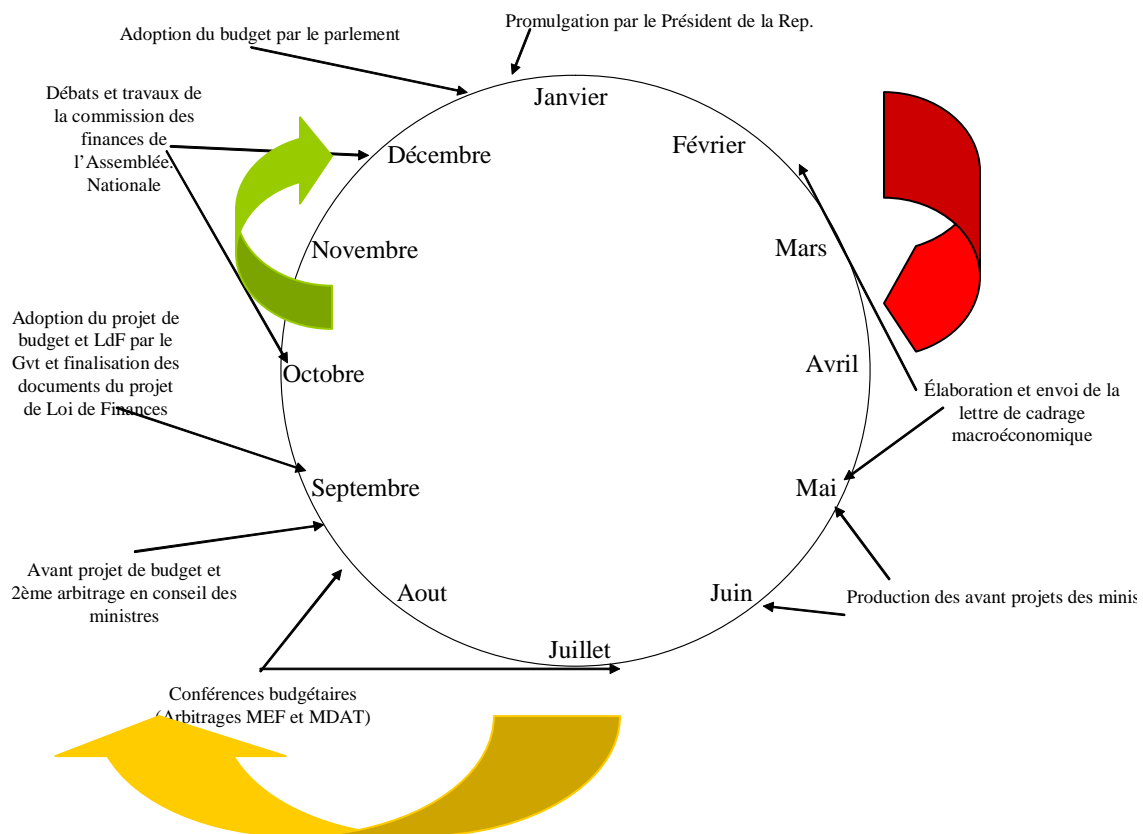 Promulgation par le Président de la Rep.
Adoption du budget par le parlement
Janvier
Débats et travaux de
la commission des
finances de
l’Assemblée.
Nationale
Décembre
Février
Novembre
Mars
Adoption du projet de
budget et LdF par le
Gvt et finalisation des
documents du projet
de Loi de Finances
Octobre
Avril
Élaboration et envoi de la
lettre de cadrage
macroéconomique
Septembre
Mai
Avant projet de budget et
2ème arbitrage en conseil des
ministres
Aout
Juin
Production des avant projets des minis
Juillet
Conférences budgétaires
(Arbitrages MEF et MDAT)